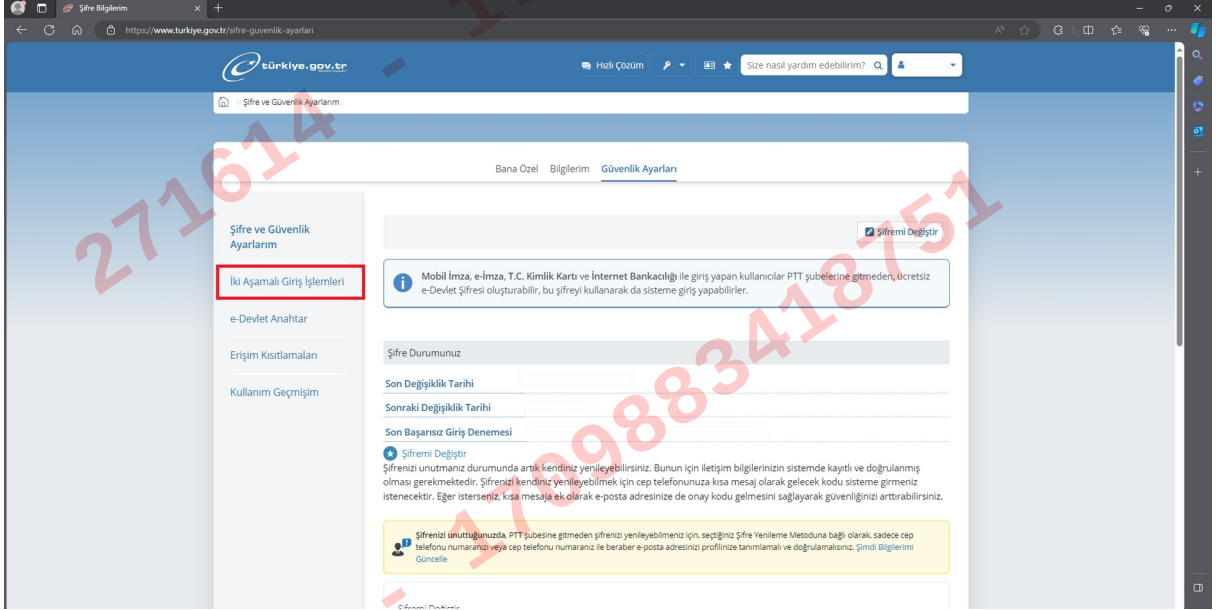 Şifre Bilgilerim
https://www.turkiye.gov.tr/sifre-guvenlik-ayarlari
türkiye.gov.tr
Hızlı Çözüm
Size nasıl yardım edebilirim?
Şifre ve Güvenlik Ayarlarım
Bana Özel Bilgilerim Güvenlik Ayarları
Şifre ve Güvenlik
Ayarlarım
İki Aşamalı Giriş İşlemleri
e-Devlet Anahtar
Erişim Kısıtlamaları
Kullanım Geçmişim
Şifremi Değiştir
Mobil İmza, e-İmza, T.C. Kimlik Kartı ve İnternet Bankacılığı ile giriş yapan kullanıcılar PTT şubelerine gitmeden, ücretsiz
e-Devlet Şifresi oluşturabilir, bu şifreyi kullanarak da sisteme giriş yapabilirler.
Şifre Durumunuz
Son Değişiklik Tarihi
Sonraki Değişiklik Tarihi
Son Başarısız Giriş Denemesi
Şifremi Değiştir
Şifrenizi unutmanız durumunda artık kendiniz yenileyebilirsiniz. Bunun için iletişim bilgilerinizin sistemde kayıtlı ve doğrulanmış
olması gerekmektedir. Şifrenizi kendiniz yenileyebilmek için cep telefonunuza kısa mesaj olarak gelecek kodu sisteme girmeniz
istenecektir. Eğer isterseniz, kısa mesaja ek olarak e-posta adresinize de onay kodu gelmesini sağlayarak güvenliğinizi arttırabilirsiniz.
Şifrenizi unuttuğunuzda, PTT şubesine gitmeden şifrenizi yenileyebilmeniz için, seçtiğiniz Şifre Yenileme Metoduna bağlı olarak, sadece cep
telefonu numaranızı veya cep telefonu numaranız ile beraber e-posta adresinizi profilinize tanımlamalı ve doğrulamalısınız. Şimdi Bilgilerimi
Güncelle
Şifremi Değiştir
271614 -
- 1709883418751